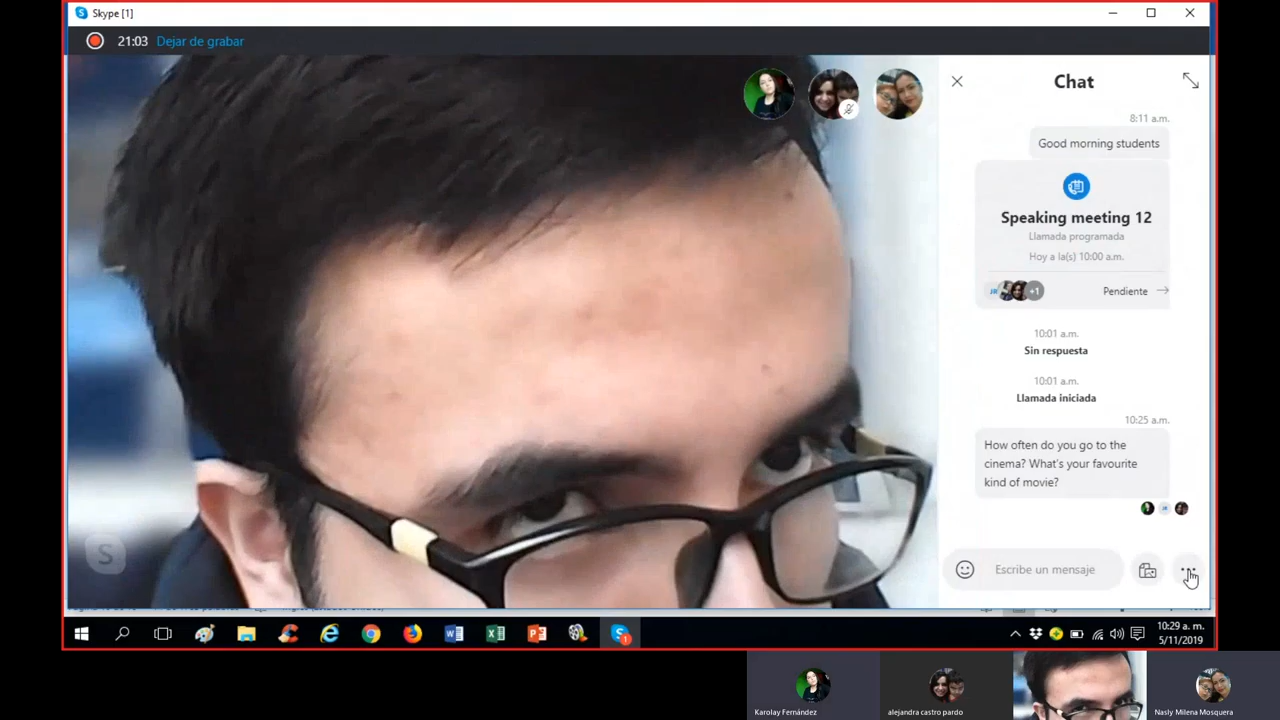 Skype [1]
21:03 Dejar de grabar
Chat
8:11 a.m.
Good morning students
Speaking meeting 12
Llamada programada
Hoy a la(s) 10:00 a.m.
+1
Pendiente
10:01 a.m.
Sin respuesta
10:01 a.m.
Llamada iniciada
10:25 a.m.
How often do you go to the
cinema? What's your favourite
kind of movie?
Escribe un mensaje
10:29 a. m.
5/11/2019
Karolay Fernández
alejandra castro pardo
Nasly Milena Mosquera